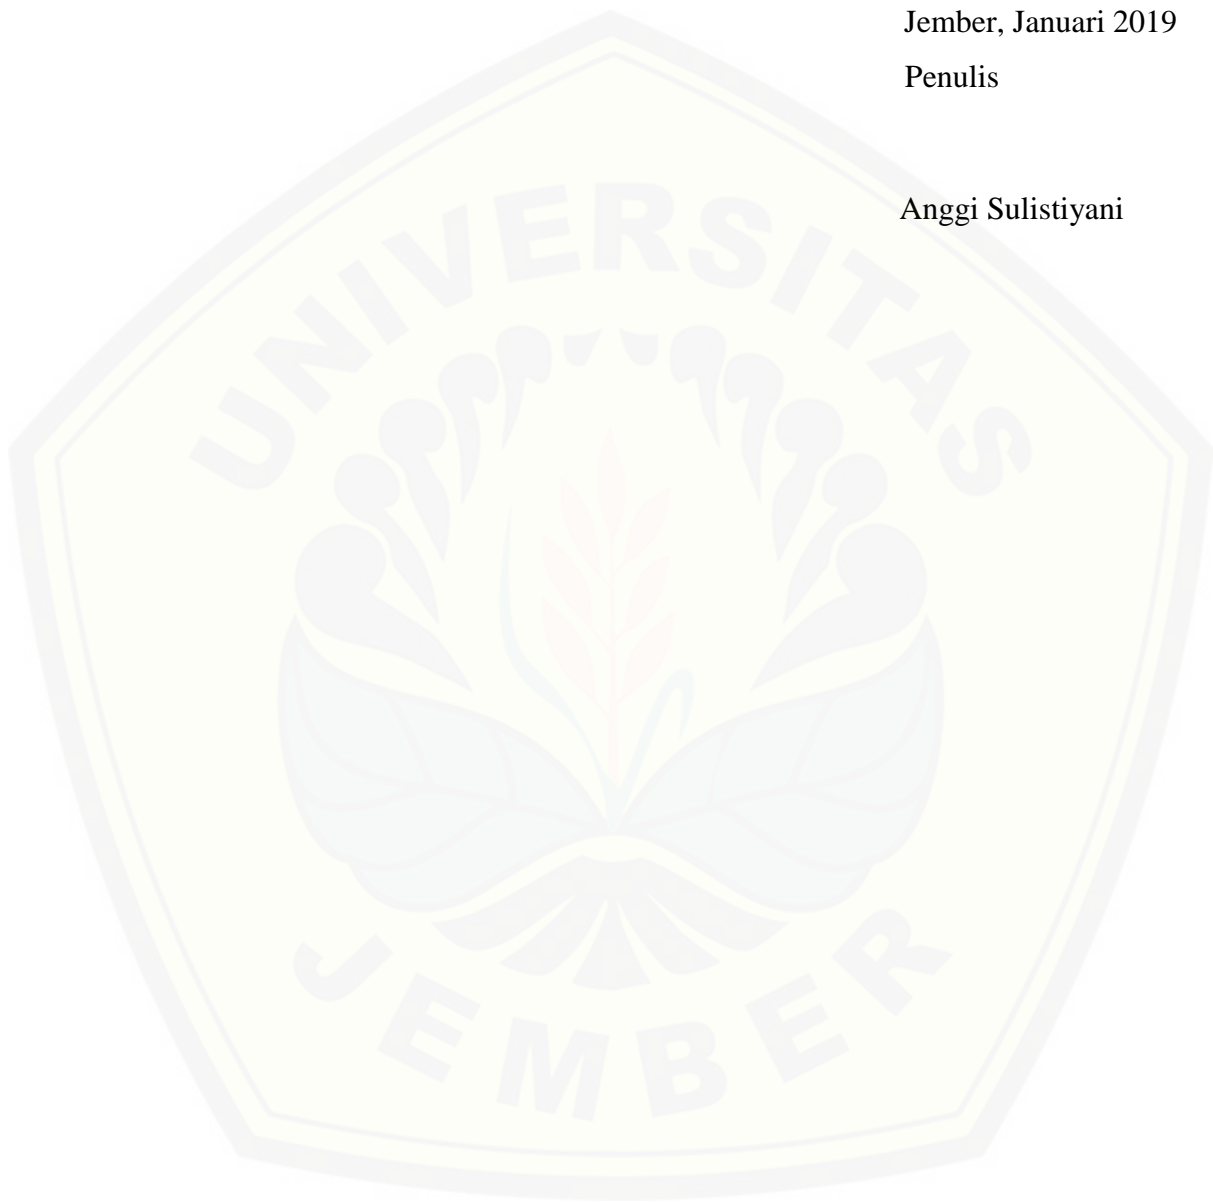 Jember, Januari 2019
Penulis
Anggi Sulistiyani
UNIVERSITAS
JEMBER